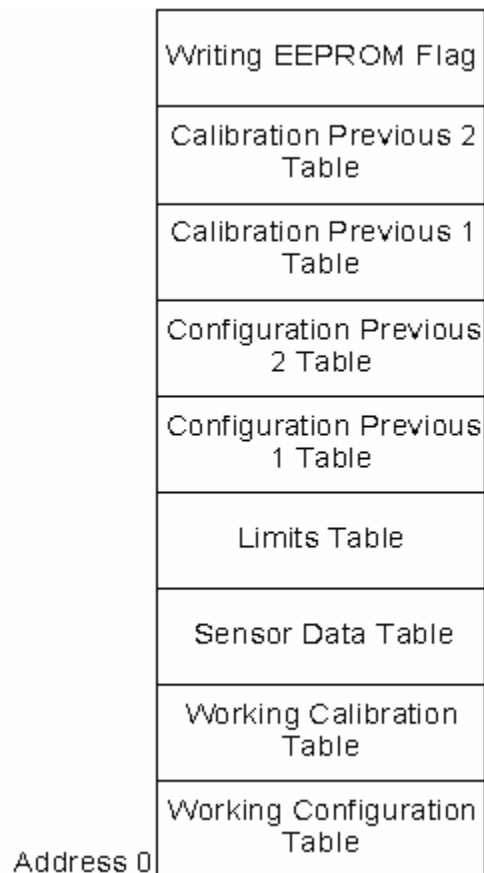 Writing EEPROM Flag
Calibration Previous 2
Table
Calibration Previous 1
Table
Configuration Previous
2 Table
Configuration Previous
1 Table
Limits Table
Sensor Data Table
Working Calibration
Table
Working Configuration
Table
Address 0